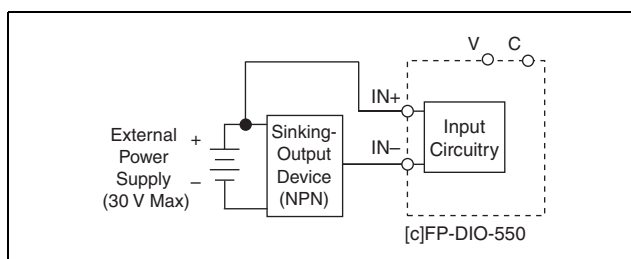 V C
IN+
Input
Circuitry
IN–
External
Power
Supply
(30 V Max)
+
–
Sinking-
Output
Device
(NPN)
[c]FP-DIO-550